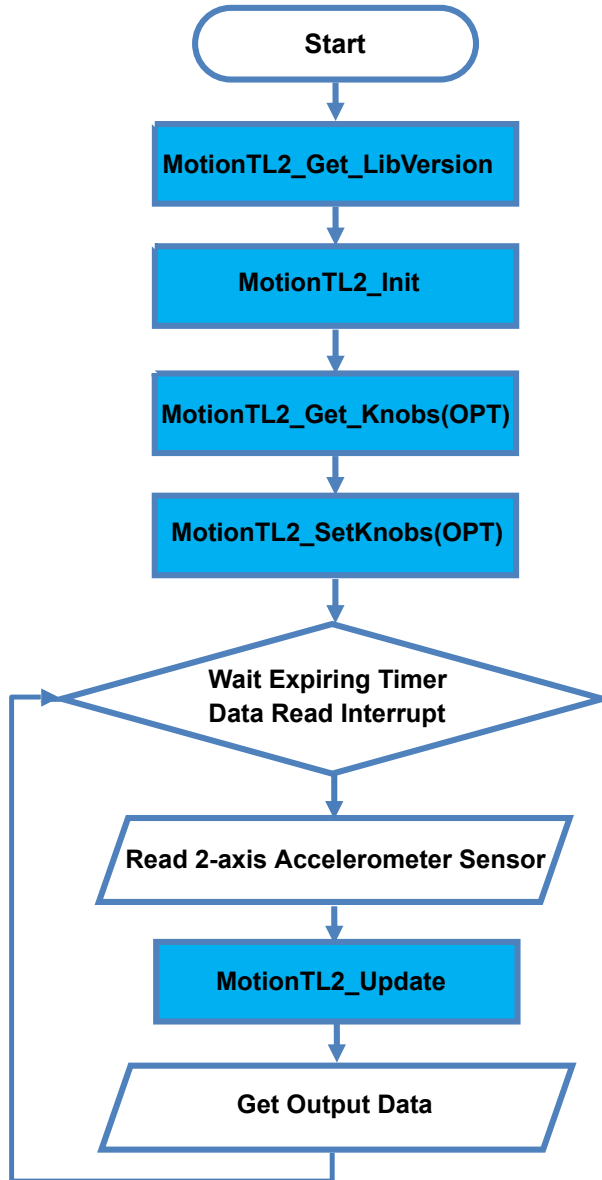 Start
MotionTL2_Get_LibVersion
MotionTL2_Init
MotionTL2_Get_Knobs(OPT)
MotionTL2_SetKnobs(OPT)
Wait Expiring Timer
Data Read Interrupt
Read 2-axis Accelerometer Sensor
MotionTL2_Update
Get Output Data